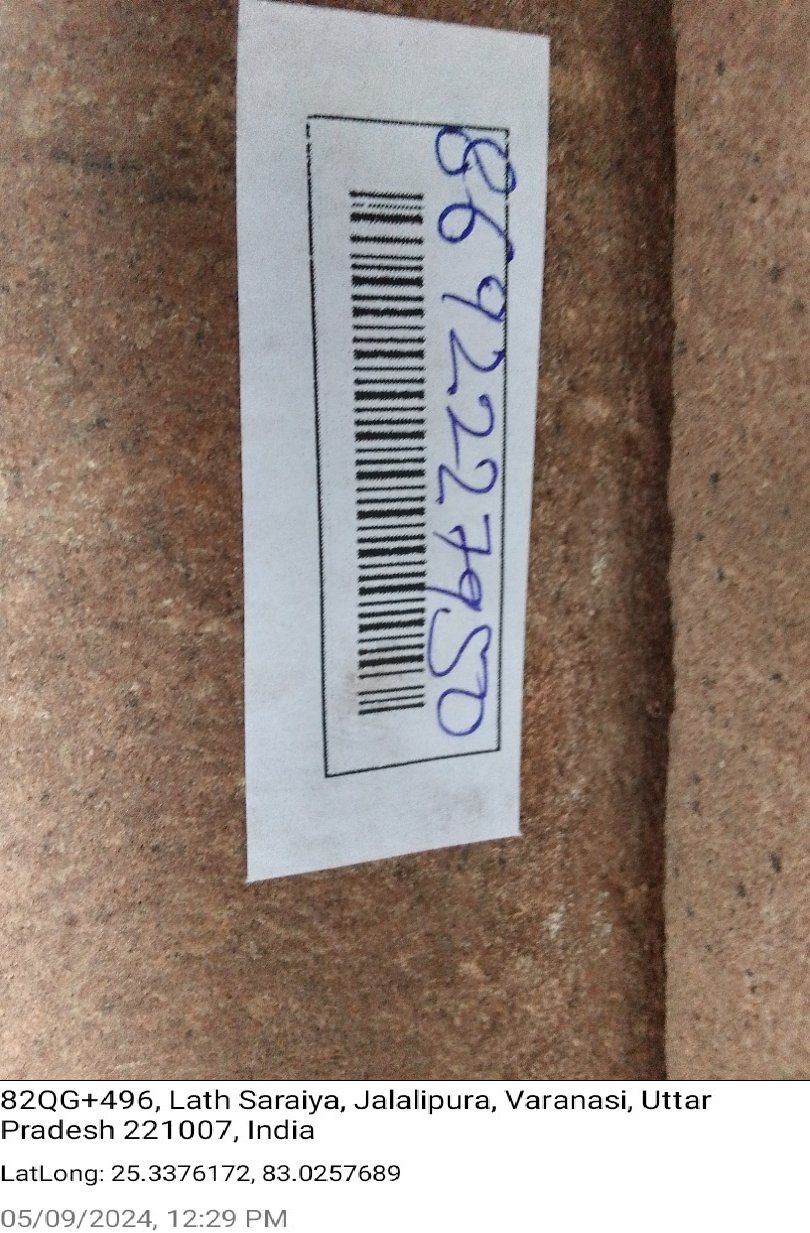 8692227950
82QG+496, Lath Saraiya, Jalalipura, Varanasi, Uttar
Pradesh 221007, India
LatLong: 25.3376172, 83.0257689
05/09/2024, 12:29 PM